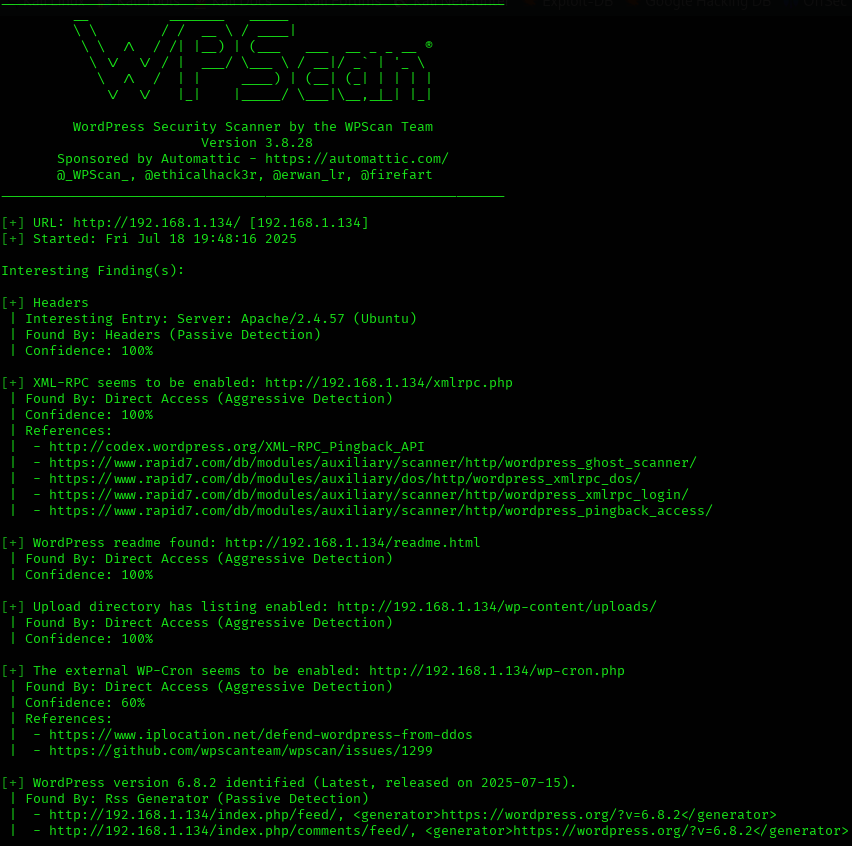 WPScan ®
WordPress Security Scanner by the WPScan Team
Version 3.8.28
Sponsored by Automattic - https://automattic.com/
@_WPScan_, @ethicalhack3r, @erwan_lr, @firefart
[+] URL: http://192.168.1.134/ [192.168.1.134]
[+] Started: Fri Jul 18 19:48:16 2025
Interesting Finding(s):
[+] Headers
| Interesting Entry: Server: Apache/2.4.57 (Ubuntu)
| Found By: Headers (Passive Detection)
| Confidence: 100%
[+] XML-RPC seems to be enabled: http://192.168.1.134/xmlrpc.php
| Found By: Direct Access (Aggressive Detection)
| Confidence: 100%
| References:
|  - http://codex.wordpress.org/XML-RPC_Pingback_API
|  - https://www.rapid7.com/db/modules/auxiliary/scanner/http/wordpress_ghost_scanner/
|  - https://www.rapid7.com/db/modules/auxiliary/dos/http/wordpress_xmlrpc_dos/
|  - https://www.rapid7.com/db/modules/auxiliary/scanner/http/wordpress_xmlrpc_login/
|  - https://www.rapid7.com/db/modules/auxiliary/scanner/http/wordpress_pingback_access/
[+] WordPress readme found: http://192.168.1.134/readme.html
| Found By: Direct Access (Aggressive Detection)
| Confidence: 100%
[+] Upload directory has listing enabled: http://192.168.1.134/wp-content/uploads/
| Found By: Direct Access (Aggressive Detection)
| Confidence: 100%
[+] The external WP-Cron seems to be enabled: http://192.168.1.134/wp-cron.php
| Found By: Direct Access (Aggressive Detection)
| Confidence: 60%
| References:
|  - https://www.iplocation.net/defend-wordpress-from-ddos
|  - https://github.com/wpscanteam/wpscan/issues/1299
[+] WordPress version 6.8.2 identified (Latest, released on 2025-07-15).
| Found By: Rss Generator (Passive Detection)
|  - http://192.168.1.134/index.php/feed/, <generator>https://wordpress.org/?v=6.8.2</generator>
|  - http://192.168.1.134/index.php/comments/feed/, <generator>https://wordpress.org/?v=6.8.2</generator>